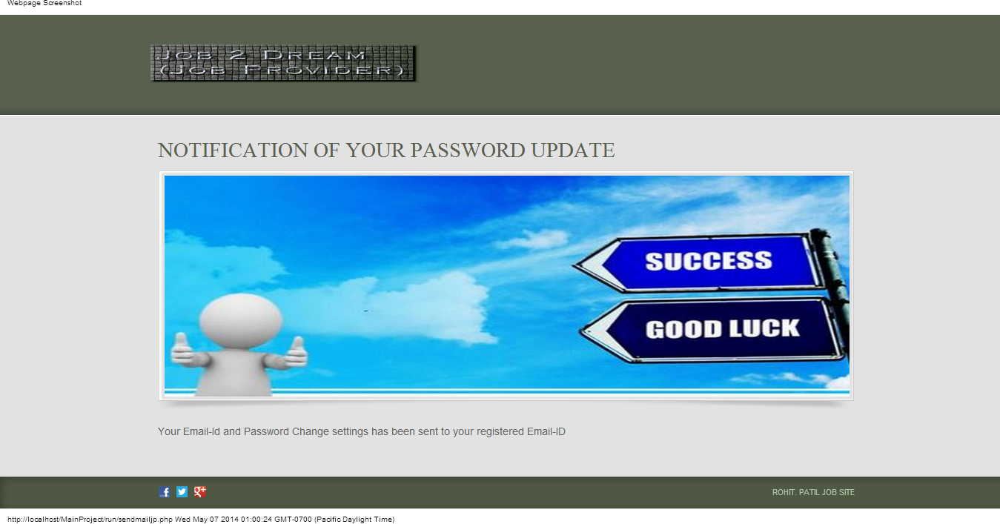 Webpage Screenshot
Job 2 Dream
(Job Provider)
NOTIFICATION OF YOUR PASSWORD UPDATE
SUCCESS
GOOD LUCK
Your Email-Id and Password Change settings has been sent to your registered Email-ID
ROHIT. PATIL JOB SITE
http://localhost/MainProject/run/sendmailjp.php Wed May 07 2014 01:00:24 GMT-0700 (Pacific Daylight Time)